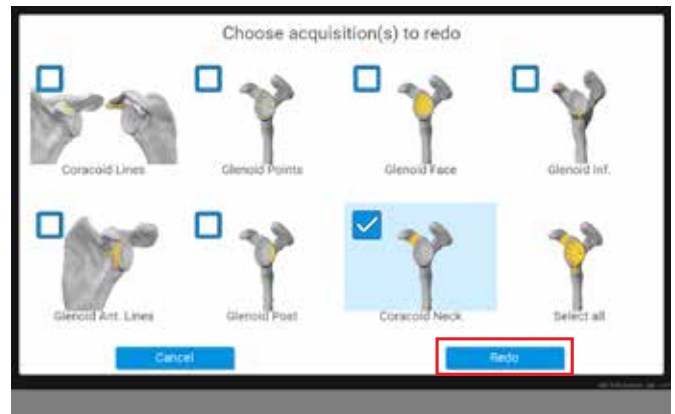 Choose acquisition(s) to redo
Coracoid Lines
Glenoid Points
Glenoid Face
Glenoid Inf.
Glenoid Ant. Lines
Glenoid Post
Coracoid Neck
Select all
Cancel
Redo